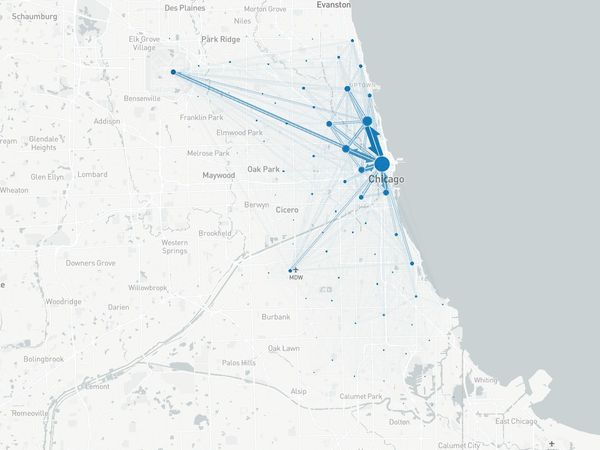 Evanston
Des Plaines
Morton Grove
Schaumburg
Niles
Elk Grove
Village
Park Ridge
UPTOWN
Bensenville
Franklin Park
Addison
Elmwood Park
Glendale
Heights
Melrose Park
Oak Park
Glen Ellyn
Lombard
Maywood
Chicago
Wheaton
Berwyn
Cicero
Brookfield
Western
Springs
Downers Grove
MDW
Willowbrook
Woodridge
Darien
Burbank
Oak Lawn
Bolingbrook
Palos Hills
Lemont
Alsip
Whiting
Calumet Park
Romeoville
Dolton
East Chicago
Calumet City